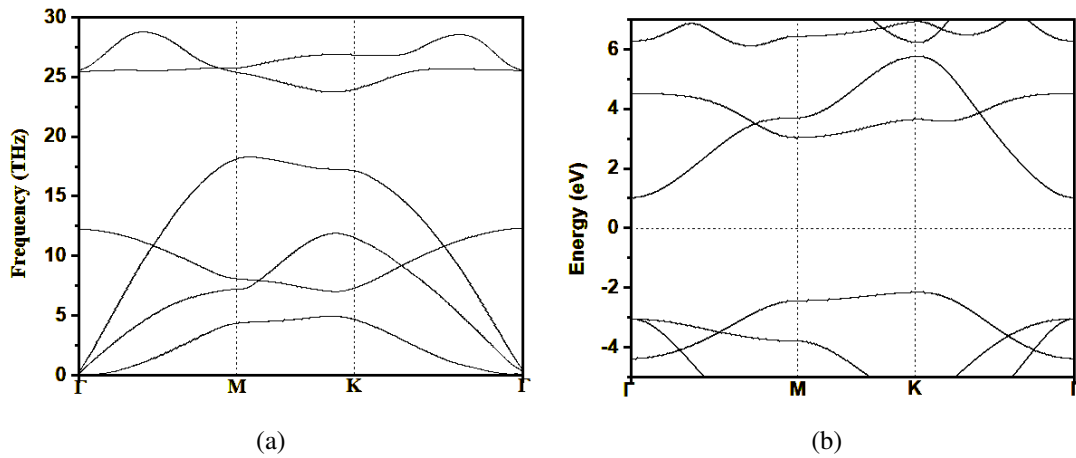 30
25
20
15
10
5
0
Frequency (THz)
Γ M K Γ
(a)
6
4
2
0
-2
-4
Energy (eV)
Γ M K Γ
(b)